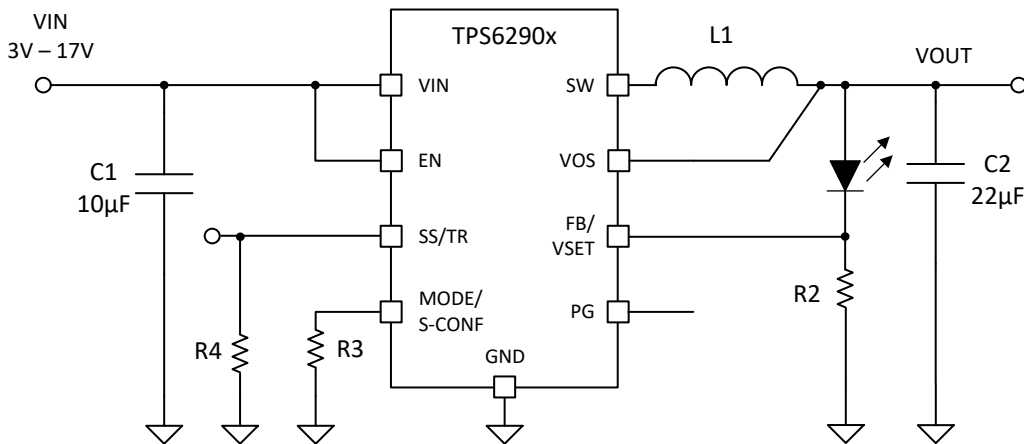 VIN
3V – 17V
TPS6290x
L1
VOUT
VIN
SW
EN
VOS
C1
10µF
C2
22µF
SS/TR
FB/
VSET
MODE/
S-CONF
PG
R2
R4
R3
GND